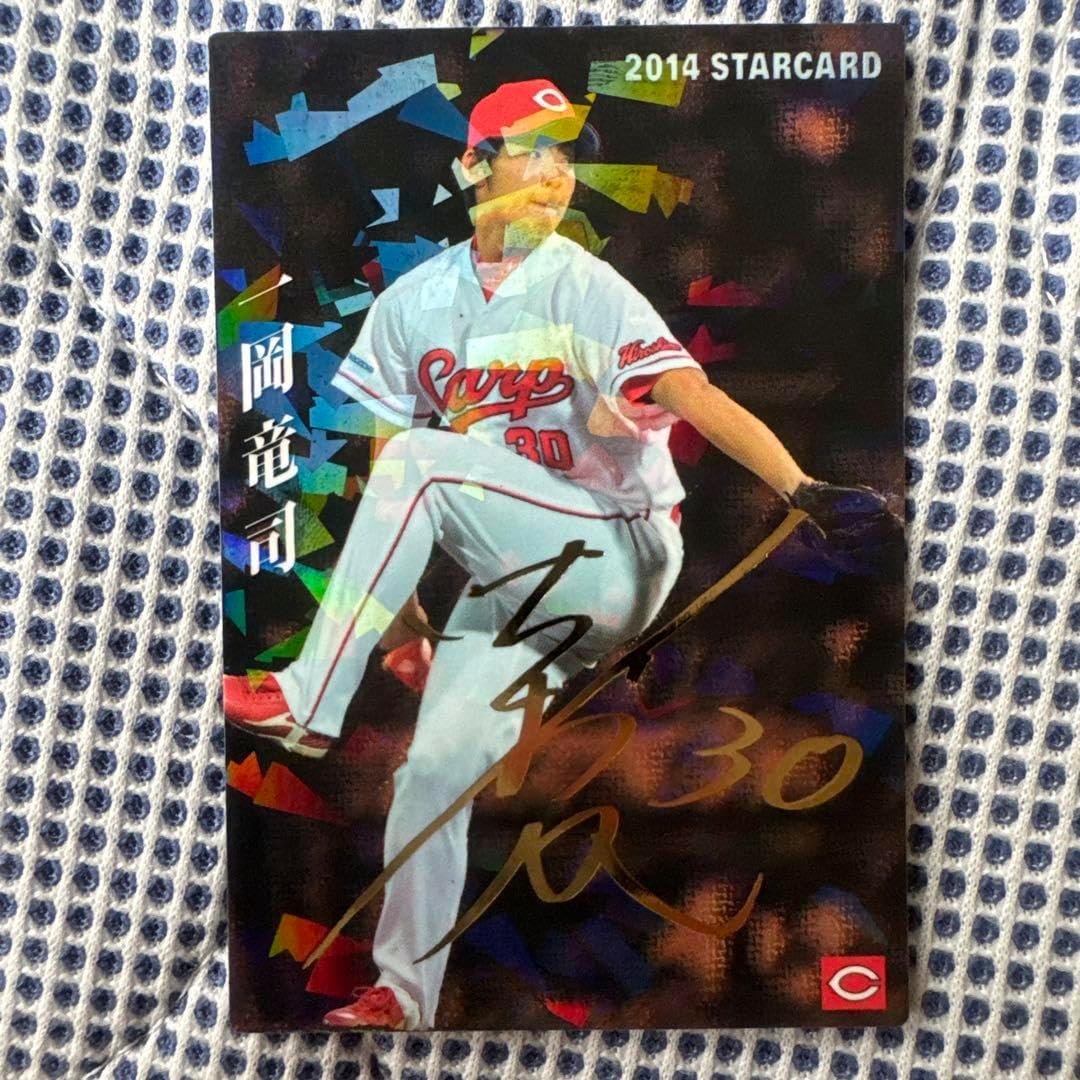 2014 STARCARD
一岡竜司
Hiroshima
Carp
30
30